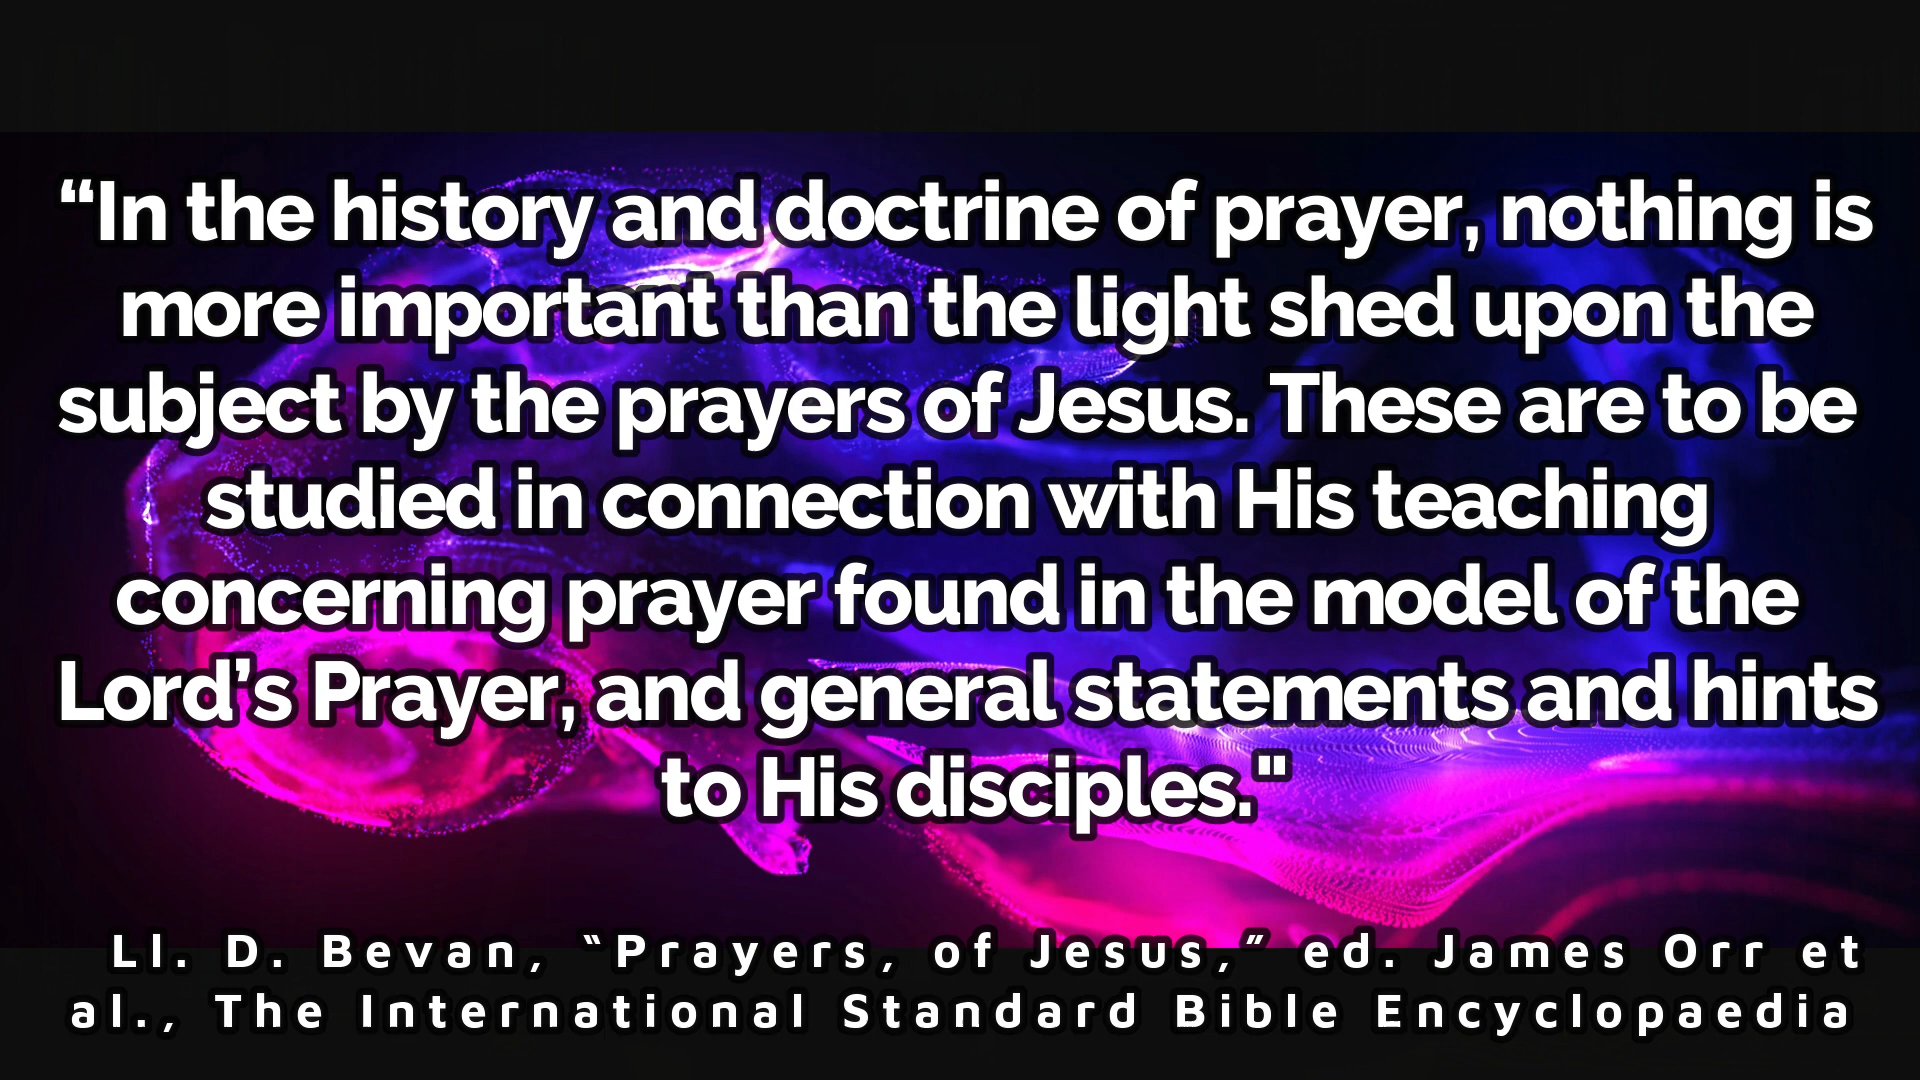 “In the history and doctrine of prayer, nothing is
more important than the light shed upon the
subject by the prayers of Jesus. These are to be
studied in connection with His teaching
concerning prayer found in the model of the
Lord’s Prayer, and general statements and hints
to His disciples."
Ll. D. Bevan, “Prayers, of Jesus,” ed. James Orr et
al., The International Standard Bible Encyclopaedia